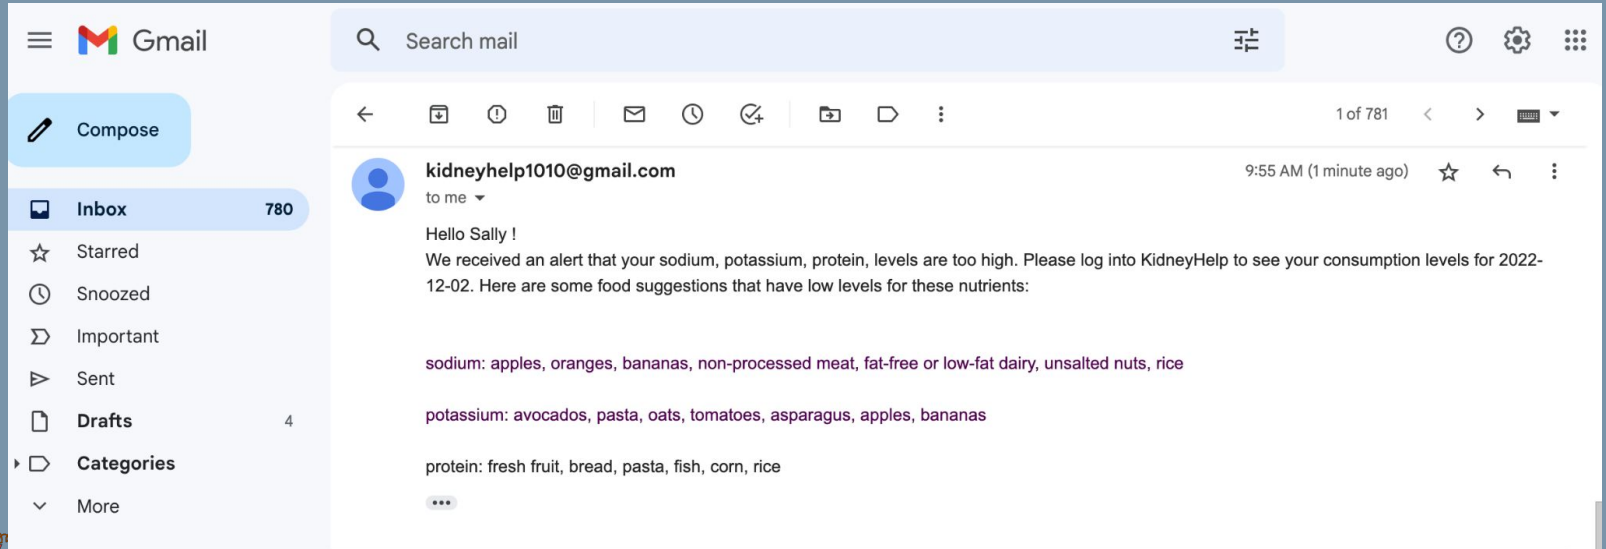 Gmail
Search mail
Compose
1 of 781
Inbox 780
Starred
Snoozed
Important
Sent
Drafts 4
Categories
More
kidneyhelp1010@gmail.com
9:55 AM (1 minute ago)
to me
Hello Sally !
We received an alert that your sodium, potassium, protein, levels are too high. Please log into KidneyHelp to see your consumption levels for 2022-
12-02. Here are some food suggestions that have low levels for these nutrients:
sodium: apples, oranges, bananas, non-processed meat, fat-free or low-fat dairy, unsalted nuts, rice
potassium: avocados, pasta, oats, tomatoes, asparagus, apples, bananas
protein: fresh fruit, bread, pasta, fish, corn, rice